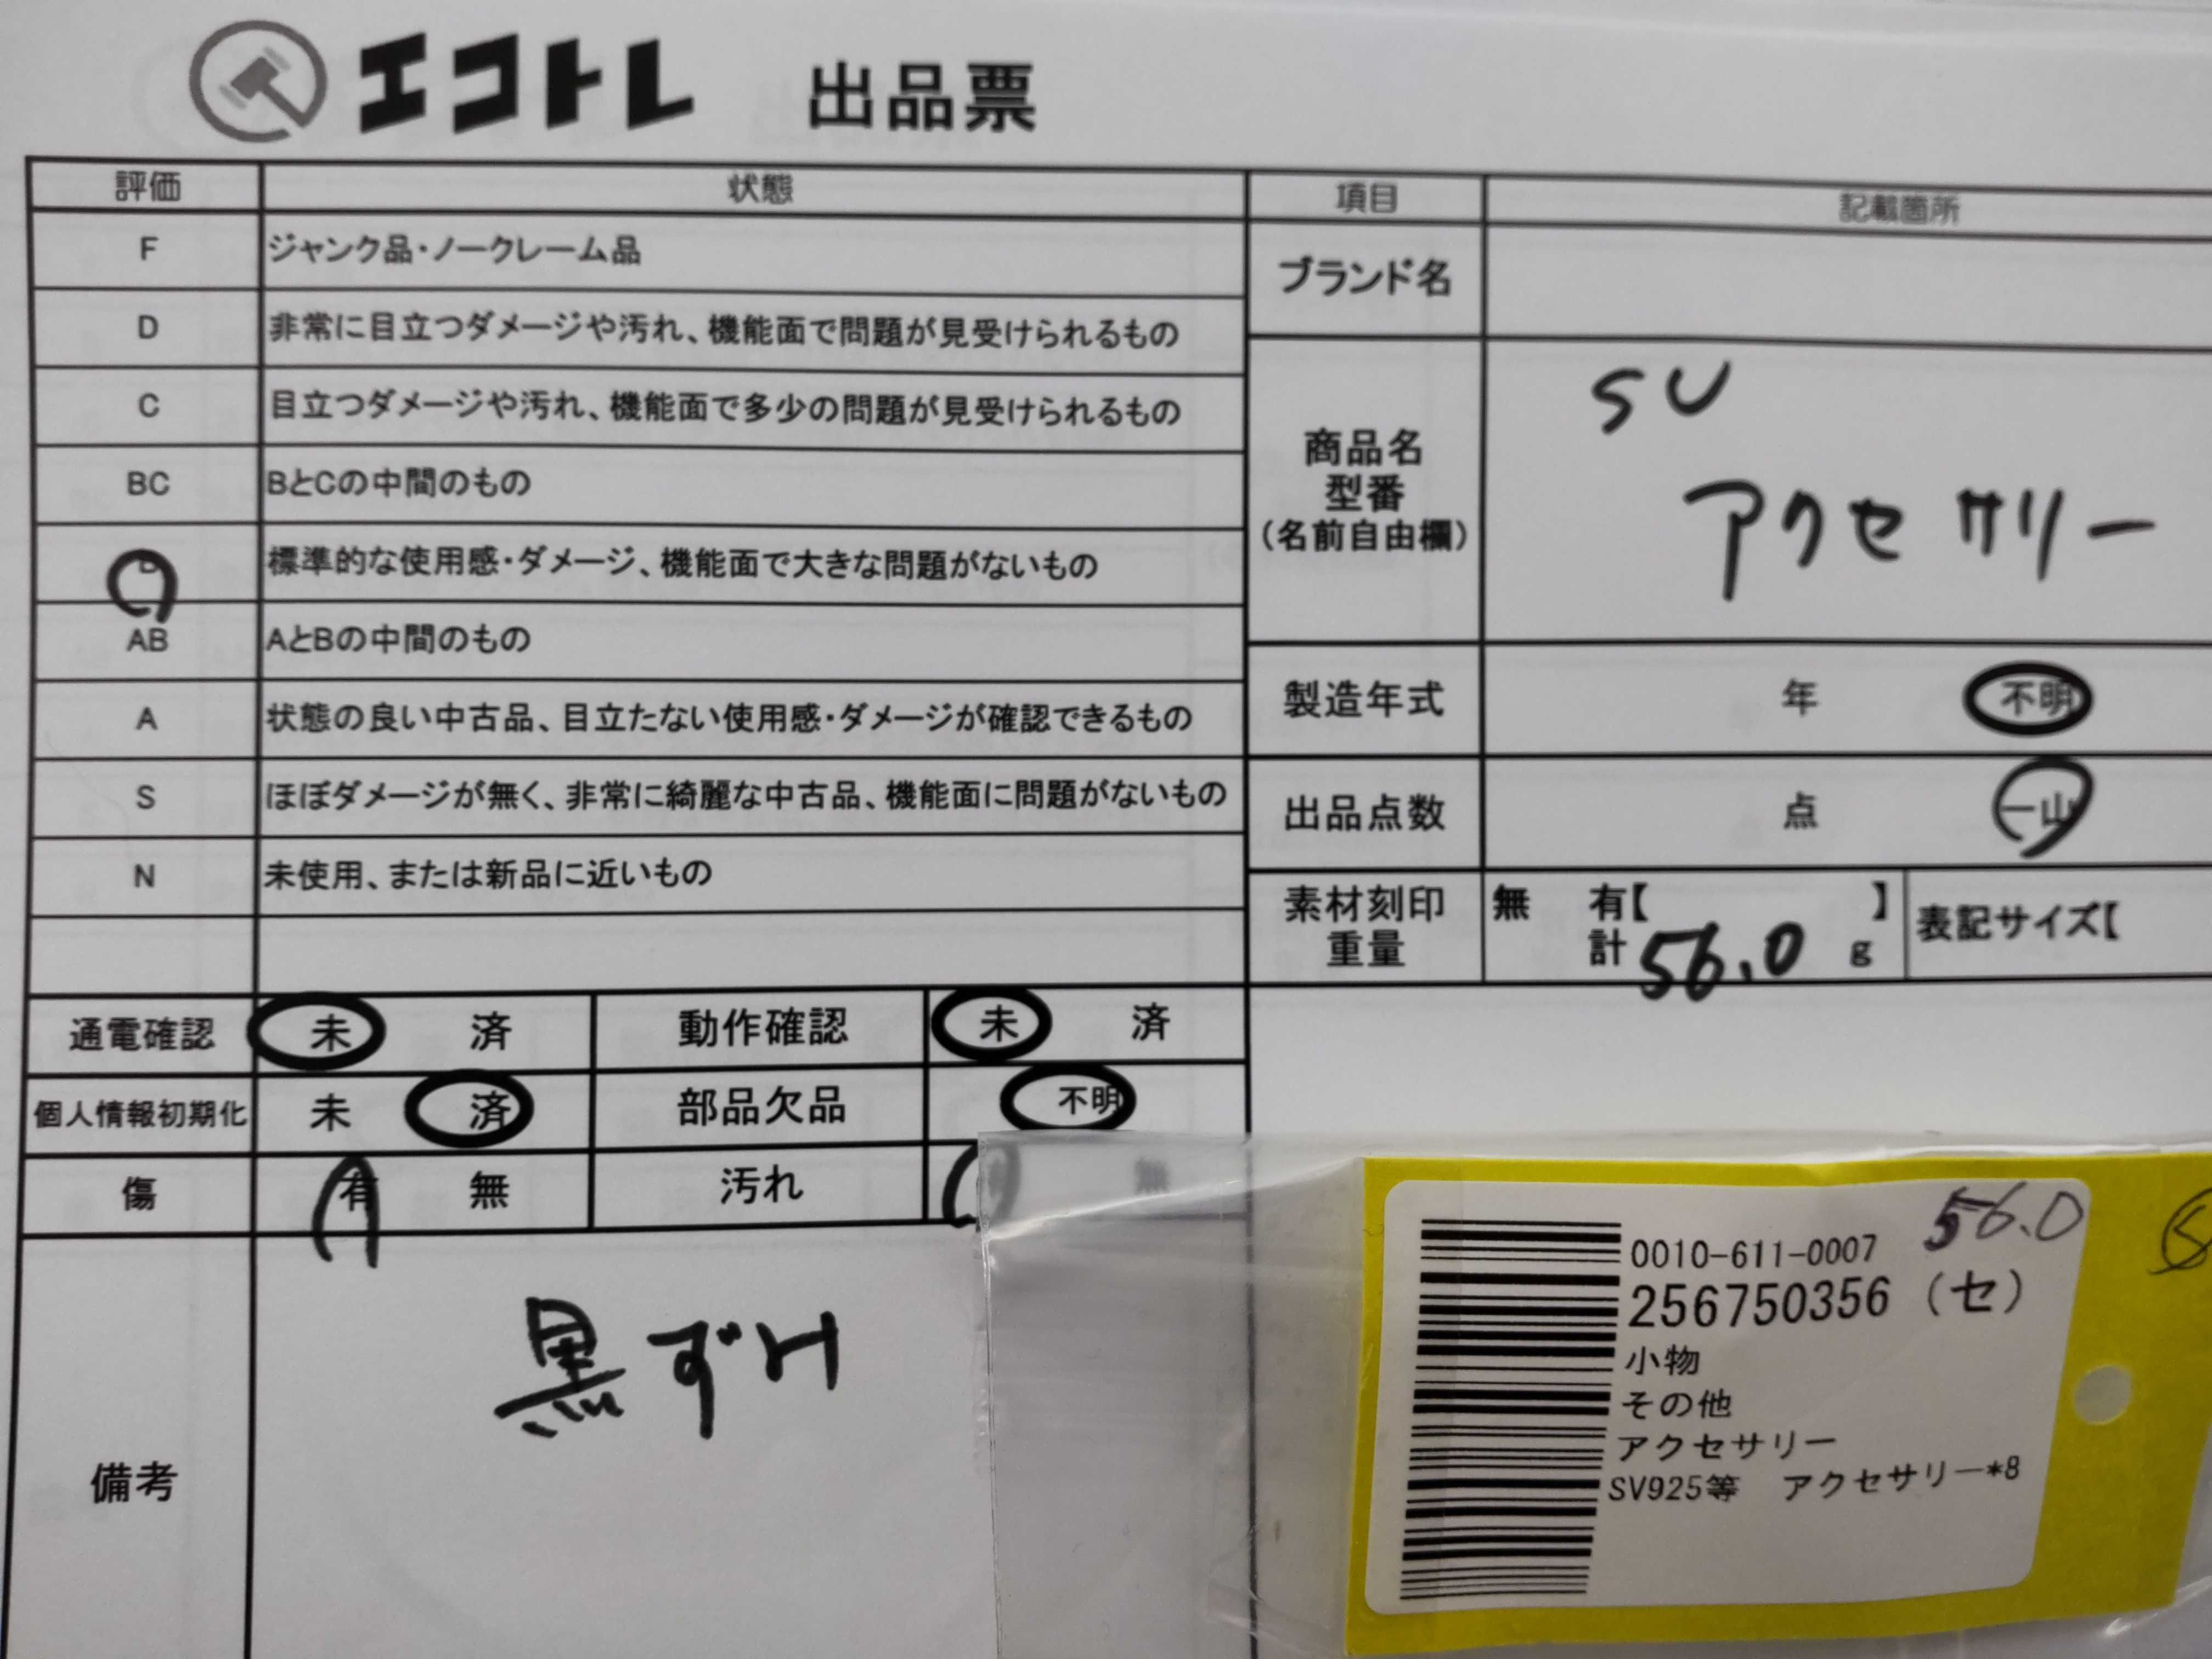 エコトレ 出品票
評価 状態
F ジャンク品・ノークレーム品
D 非常に目立つダメージや汚れ、機能面で問題が見受けられるもの
C 目立つダメージや汚れ、機能面で多少の問題が見受けられるもの
BC BとCの中間のもの
B 標準的な使用感・ダメージ、機能面で大きな問題がないもの
AB AとBの中間のもの
A 状態の良い中古品、目立たない使用感・ダメージが確認できるもの
S ほぼダメージが無く、非常に綺麗な中古品、機能面に問題がないもの
N 未使用、または新品に近いもの
項目 記載箇所
ブランド名
商品名
型番
(名前自由欄)
SV
アクセサリー
製造年式 年 不明
出品点数 点 一山
素材刻印
重量
無 有【 】
計 56.0 g
表記サイズ【
通電確認 未 済 動作確認 未 済
個人情報初期化 未 済 部品欠品 不明
傷 有 無 汚れ 有 無
備考
黒ずみ
56.0
0010-611-0007
256750356 (セ)
小物
その他
アクセサリー
SV925等 アクセサリー*8